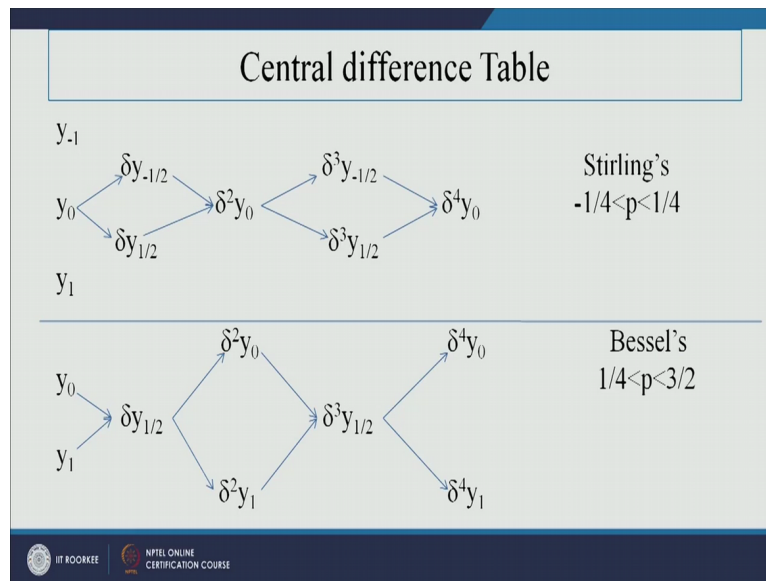 Central difference Table
y₋₁
δy₋₁/₂ δ³y₋₁/₂ Stirling's
y₀ δ²y₀ δ⁴y₀ -1/4<p<1/4
δy₁/₂ δ³y₁/₂
y₁
δ²y₀ δ⁴y₀ Bessel's
y₀ 1/4<p<3/2
δy₁/₂ δ³y₁/₂
y₁
δ²y₁ δ⁴y₁
IIT ROORKEE
NPTEL ONLINE
CERTIFICATION COURSE